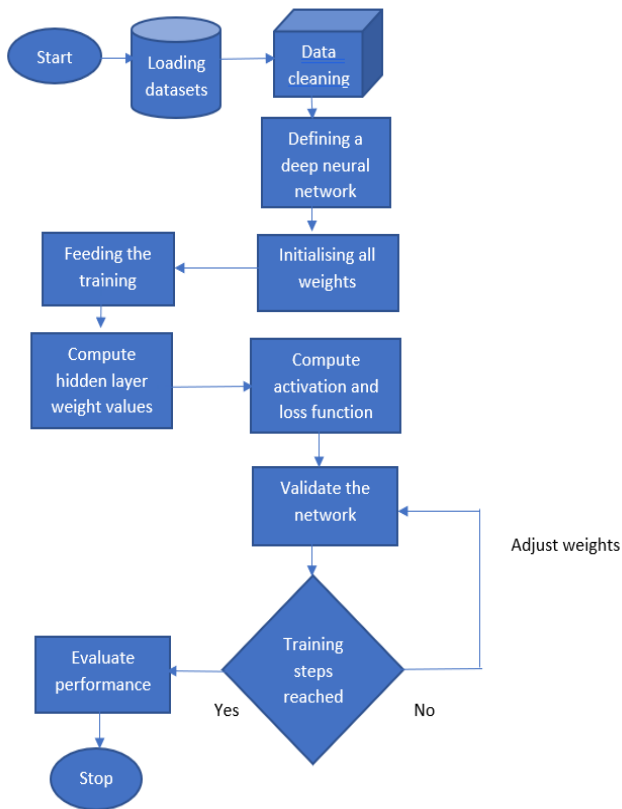 Start
Loading
datasets
Data
cleaning
Defining a
deep neural
network
Initialising all
weights
Feeding the
training
Compute
hidden layer
weight values
Compute
activation and
loss function
Validate the
network
Adjust weights
Training
steps
reached
Yes
No
Evaluate
performance
Stop